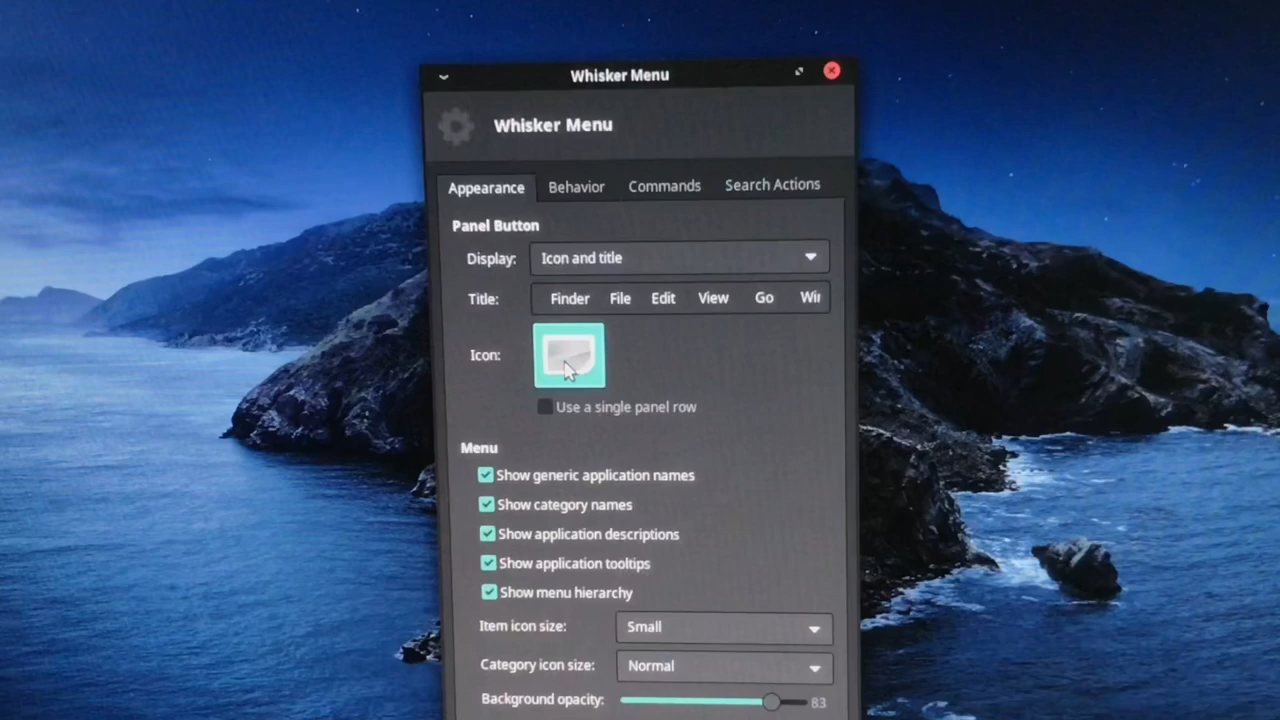 Whisker Menu
Whisker Menu
Appearance Behavior Commands Search Actions
Panel Button
Display: Icon and title
Title: Finder File Edit View Go Wi
Icon:
Use a single panel row
Menu
Show generic application names
Show category names
Show application descriptions
Show application tooltips
Show menu hierarchy
Item icon size: Small
Category icon size: Normal
Background opacity: 83